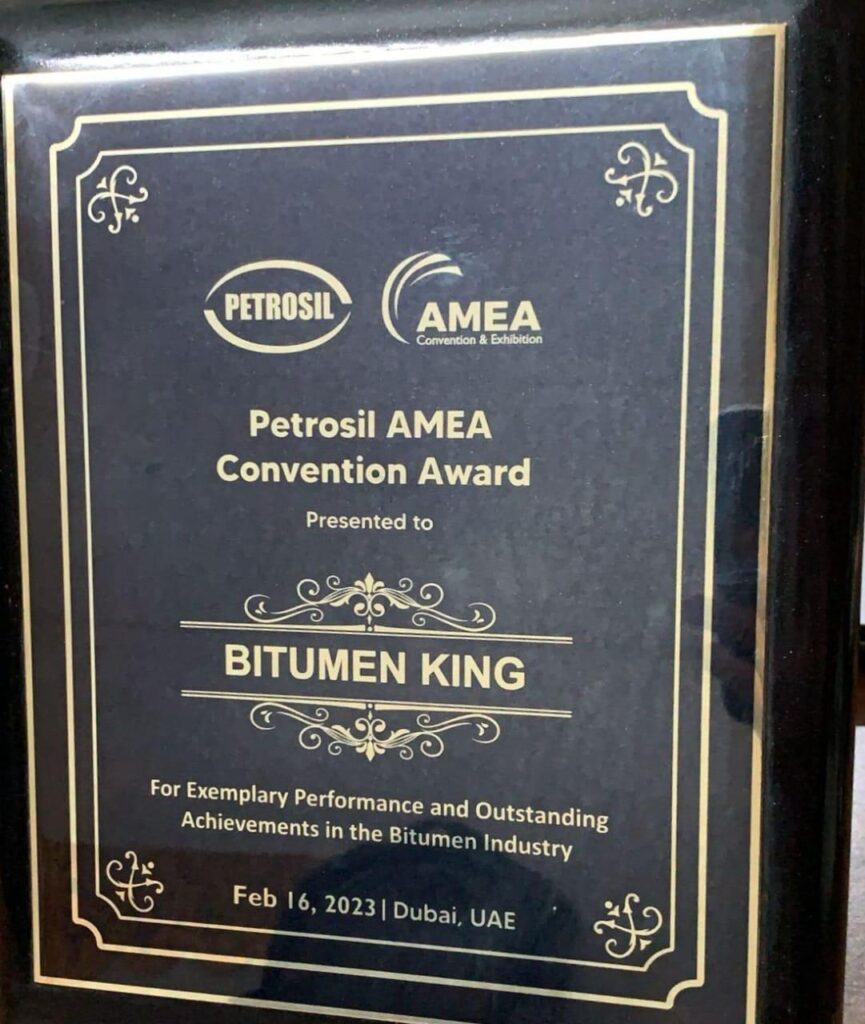 PETROSIL
AMEA
Convention & Exhibition
Petrosil AMEA
Convention Award
Presented to
BITUMEN KING
For Exemplary Performance and Outstanding
Achievements in the Bitumen Industry
Feb 16, 2023 | Dubai, UAE